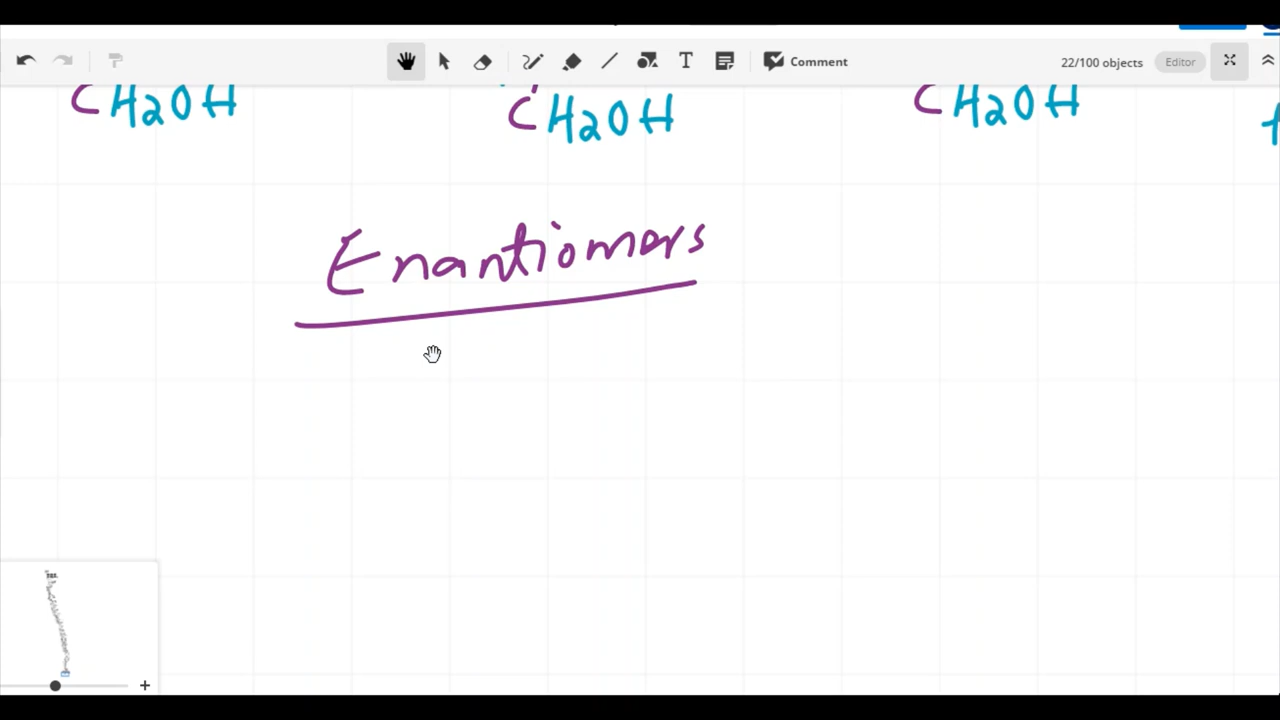 Comment
22/100 objects
Editor
CH2OH CH2OH CH2OH
Enantiomers